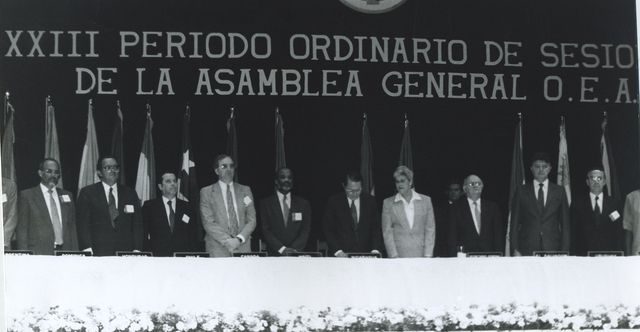 XXIII PERIODO ORDINARIO DE SESIO
DE LA ASAMBLEA GENERAL O.E.A.